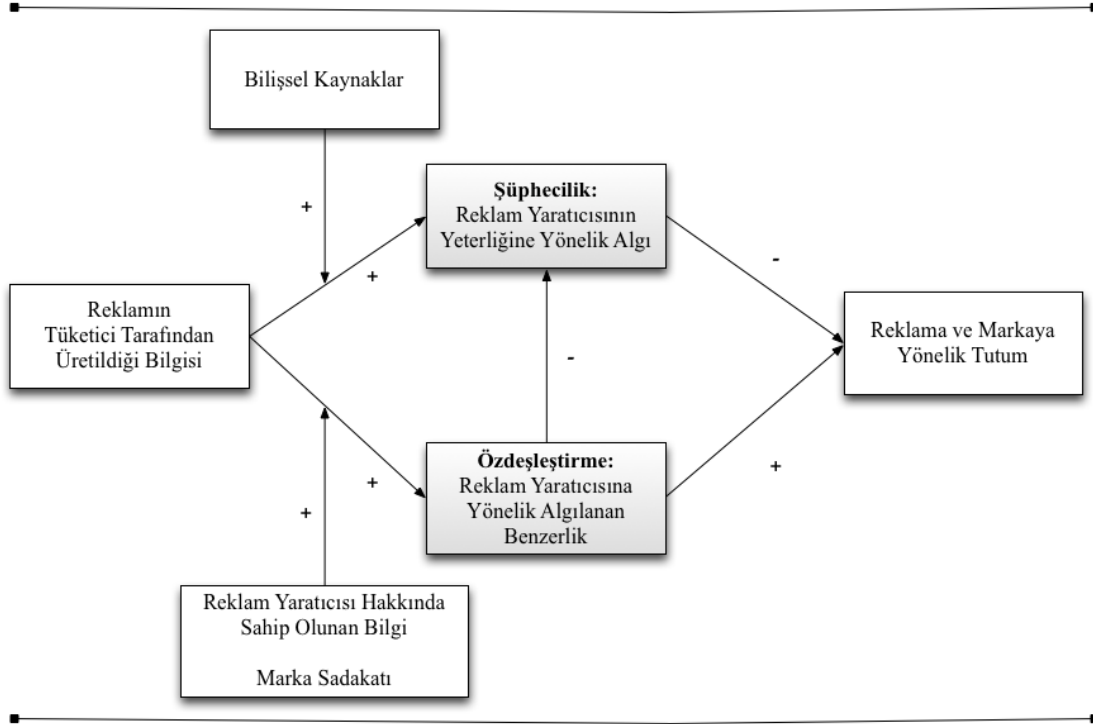 Bilişsel Kaynaklar
+
Şüphecilik:
Reklam Yaratıcısının
Yeterliğine Yönelik Algı
+
-
Reklamın
Tüketici Tarafından
Üretildiği Bilgisi
Reklama ve Markaya
Yönelik Tutum
-
Özdeşleştirme:
Reklam Yaratıcısına
Yönelik Algılanan
Benzerlik
+
+
+
Reklam Yaratıcısı Hakkında
Sahip Olunan Bilgi
Marka Sadakatı